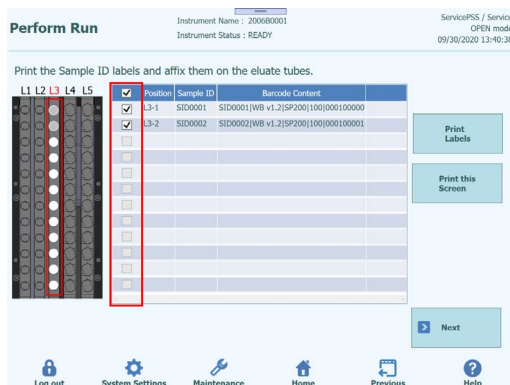 Perform Run
Instrument Name : 2006B0001
Instrument Status : READY
ServicePSS / Service
OPEN mode
09/30/2020 13:40:38
Print the Sample ID labels and affix them on the eluate tubes.
L1 L2 L3 L4 L5
Position Sample ID Barcode Content
L3-1 SID0001 SID0001|WB v1.2|SP200|100|000100000
L3-2 SID0002 SID0002|WB v1.2|SP200|100|000100001
Print
Labels
Print this
Screen
Next
Log out System Settings Maintenance Home Previous Help